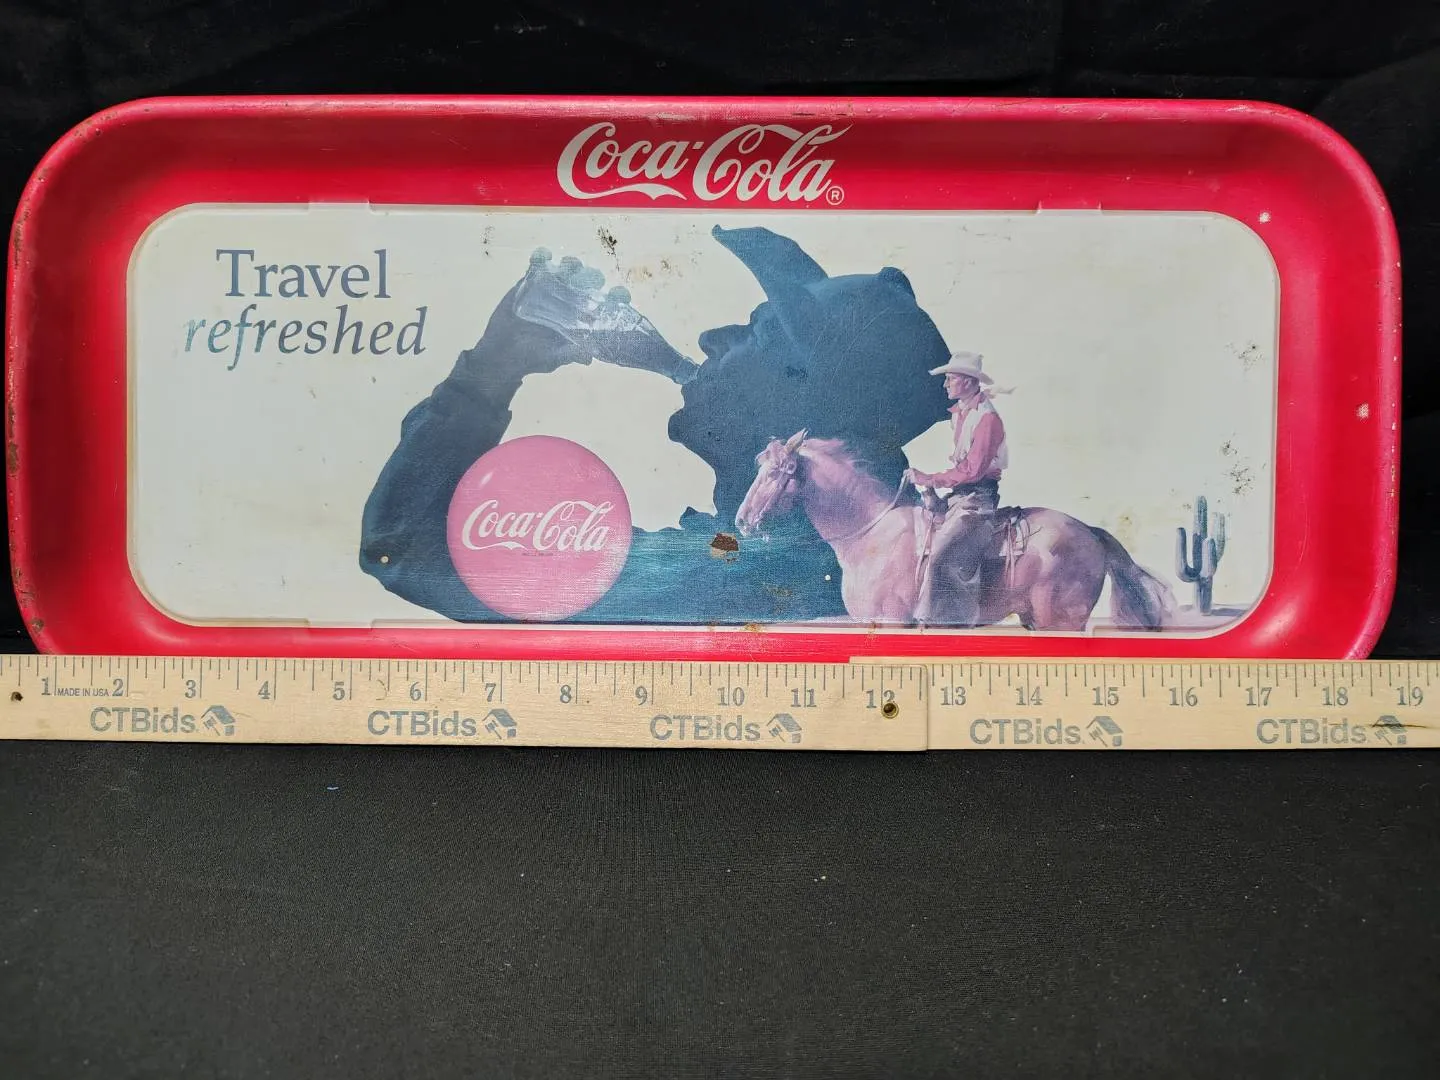 Coca-Cola®
Travel
refreshed
Coca-Cola
1 MADE IN USA 2 3 4 5 6 7 8 9 10 11 12 13 14 15 16 17 18 19
CTBids CTBids CTBids CTBids CTBids